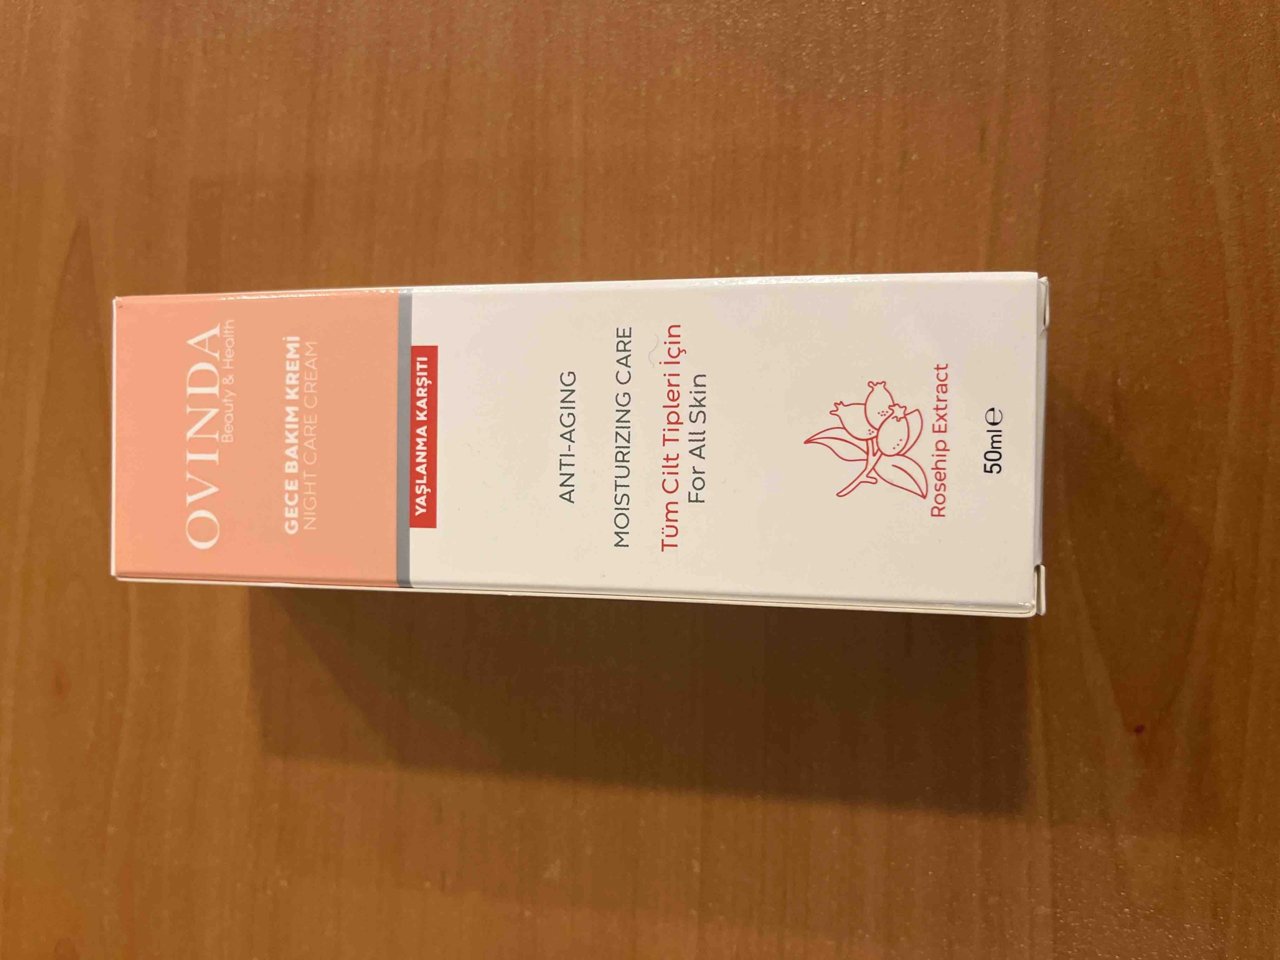 OVINDA
Beauty & Health
GECE BAKIM KREMİ
NIGHT CARE CREAM
YAŞLANMA KARŞITI
ANTI-AGING
MOISTURIZING CARE
Tüm Cilt Tipleri İçin
For All Skin
Rosehip Extract
50ml℮